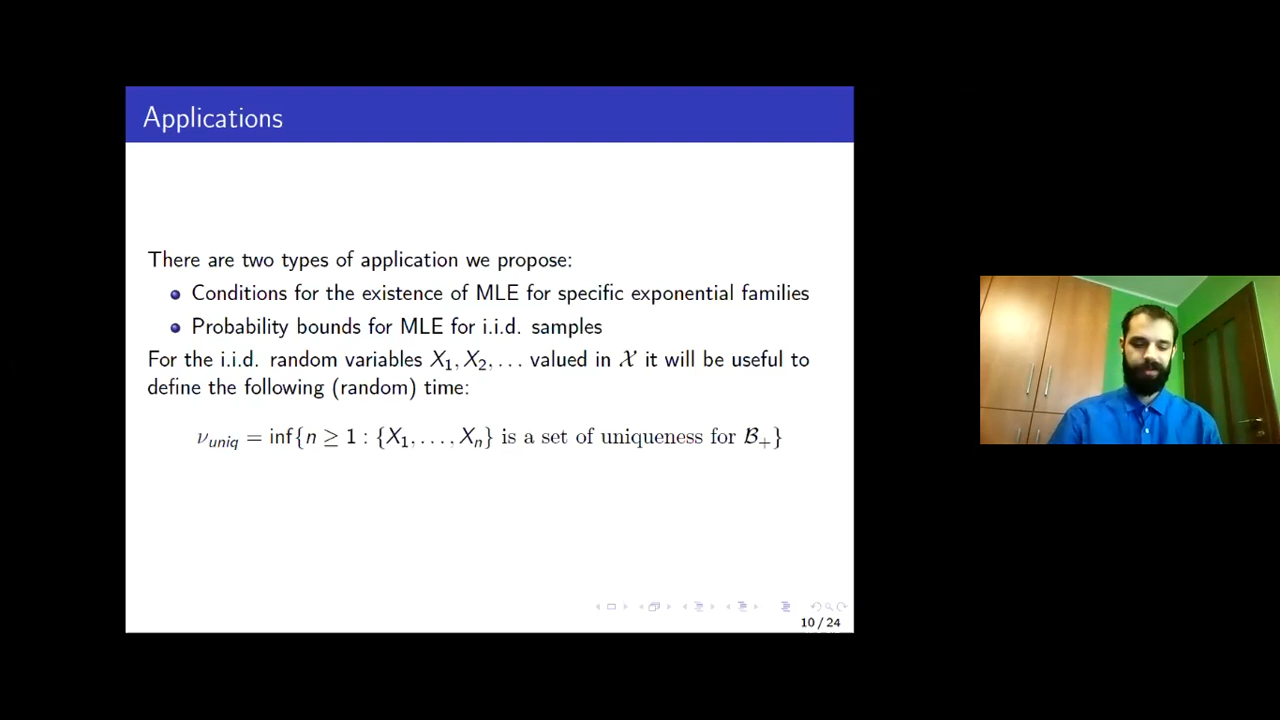 Applications
There are two types of application we propose:
Conditions for the existence of MLE for specific exponential families
Probability bounds for MLE for i.i.d. samples
For the i.i.d. random variables X₁, X₂, . . . valued in 𝒳 it will be useful to
define the following (random) time:
ν_uniq = inf{n ≥ 1 : {X₁, . . . , Xₙ} is a set of uniqueness for ℬ₊}
10 / 24